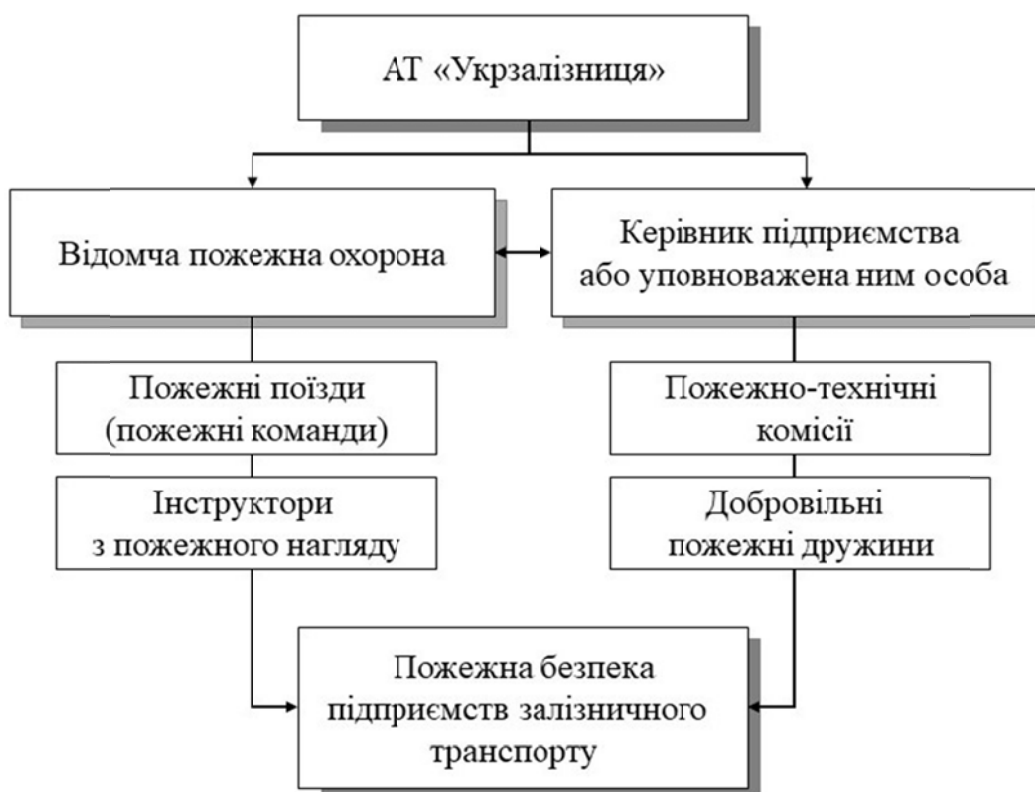 АТ «Укрзалізниця»
Відомча пожежна охорона
Керівник підприємства
або уповноважена ним особа
Пожежні поїзди
(пожежні команди)
Пожежно-технічні
комісії
Інструктори
з пожежного нагляду
Добровільні
пожежні дружини
Пожежна безпека
підприємств залізничного
транспорту